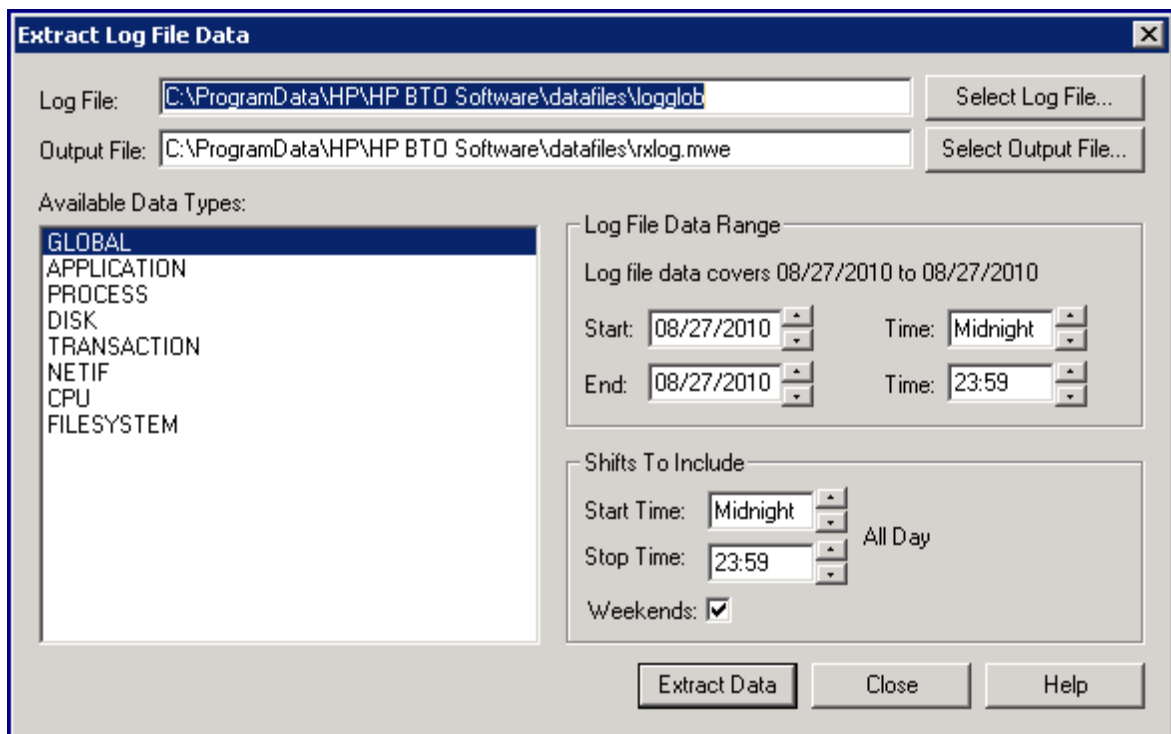 Extract Log File Data
Log File: C:\ProgramData\HP\HP BTO Software\datafiles\logglob Select Log File...
Output File: C:\ProgramData\HP\HP BTO Software\datafiles\rxlog.mwe Select Output File...
Available Data Types:
GLOBAL
APPLICATION
PROCESS
DISK
TRANSACTION
NETIF
CPU
FILESYSTEM
Log File Data Range
Log file data covers 08/27/2010 to 08/27/2010
Start: 08/27/2010 Time: Midnight
End: 08/27/2010 Time: 23:59
Shifts To Include
Start Time: Midnight
All Day
Stop Time: 23:59
Weekends:
Extract Data Close Help